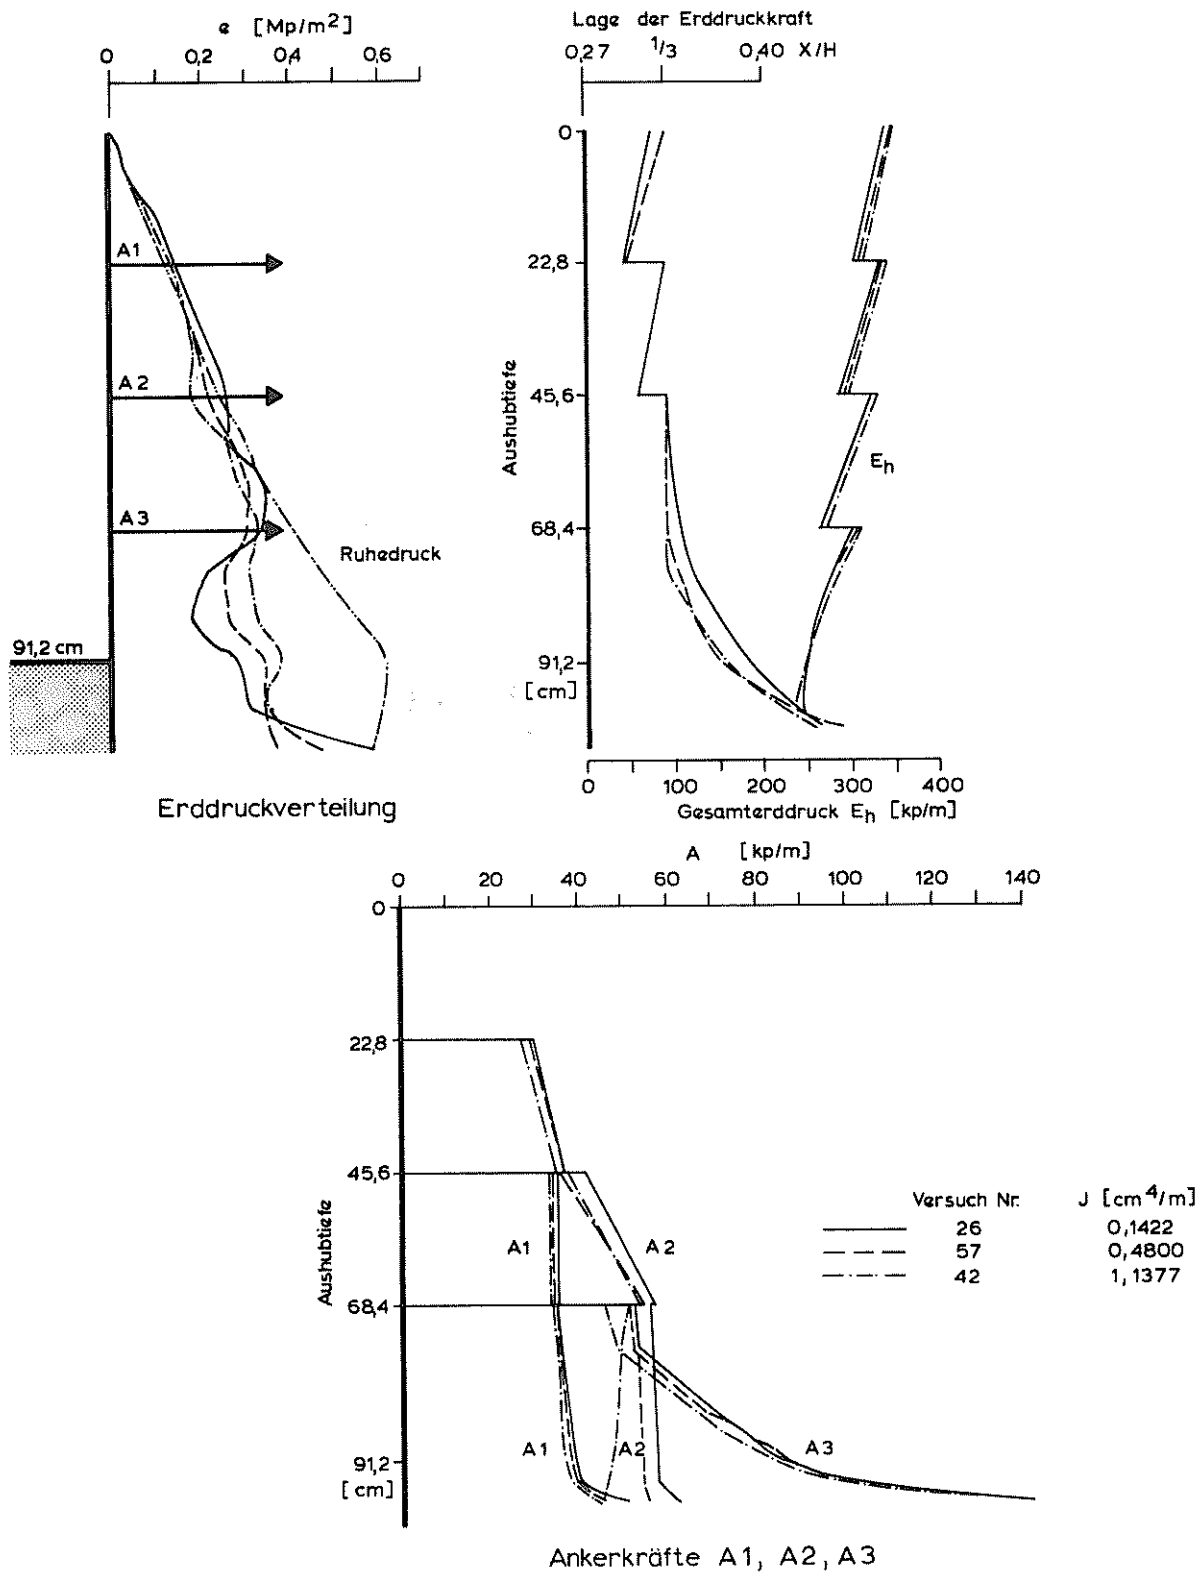 e [Mp/m²]
0 0,2 0,4 0,6
A1
A2
A3
Ruhedruck
91,2 cm
Erddruckverteilung
Lage der Erddruckkraft
0,27 1/3 0,40 X/H
0
22,8
45,6
68,4
91,2
[cm]
Aushubtiefe
Eh
0 100 200 300 400
Gesamterddruck Eh [kp/m]
A [kp/m]
0 20 40 60 80 100 120 140
0
22,8
45,6
68,4
91,2
[cm]
Aushubtiefe
A1
A2
A1
A2
A3
Versuch Nr. J [cm⁴/m]
26 0,1422
57 0,4800
42 1,1377
Ankerkräfte A1, A2, A3